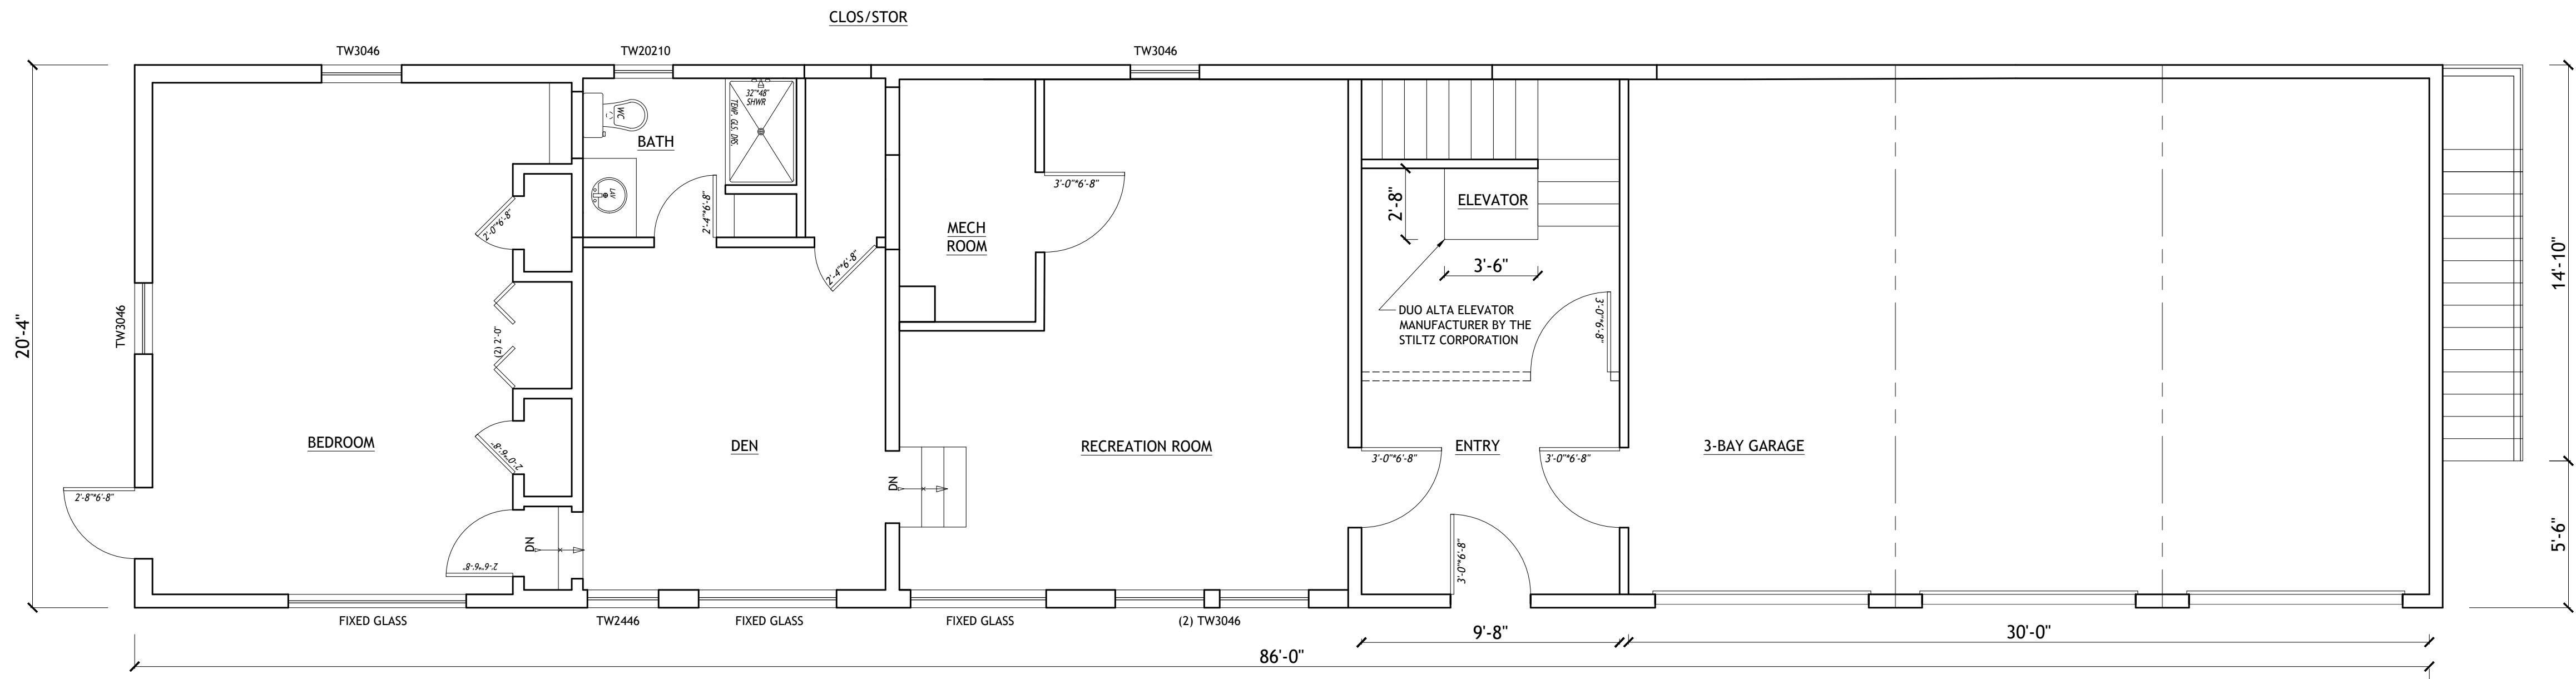 CLOS/STOR
TW3046
TW20210
TW3046
32"*48"
SHWR
TEMP. GLS. DRS.
WC
BATH
LAV
2'-4"*6'-8"
2'-4"*6'-8"
2'-0"*6'-8"
(2) 2'-0"
2'-0"*6'-8"
2'-6"*6'-8"
2'-8"*6'-8"
TW3046
20'-4"
MECH
ROOM
3'-0"*6'-8"
2'-8"
ELEVATOR
3'-6"
DUO ALTA ELEVATOR
MANUFACTURER BY THE
STILTZ CORPORATION
3'-0"*6'-8"
14'-10"
BEDROOM
DEN
RECREATION ROOM
ENTRY
3-BAY GARAGE
3'-0"*6'-8"
3'-0"*6'-8"
3'-0"*6'-8"
DN
DN
5'-6"
FIXED GLASS
TW2446
FIXED GLASS
FIXED GLASS
(2) TW3046
9'-8"
30'-0"
86'-0"